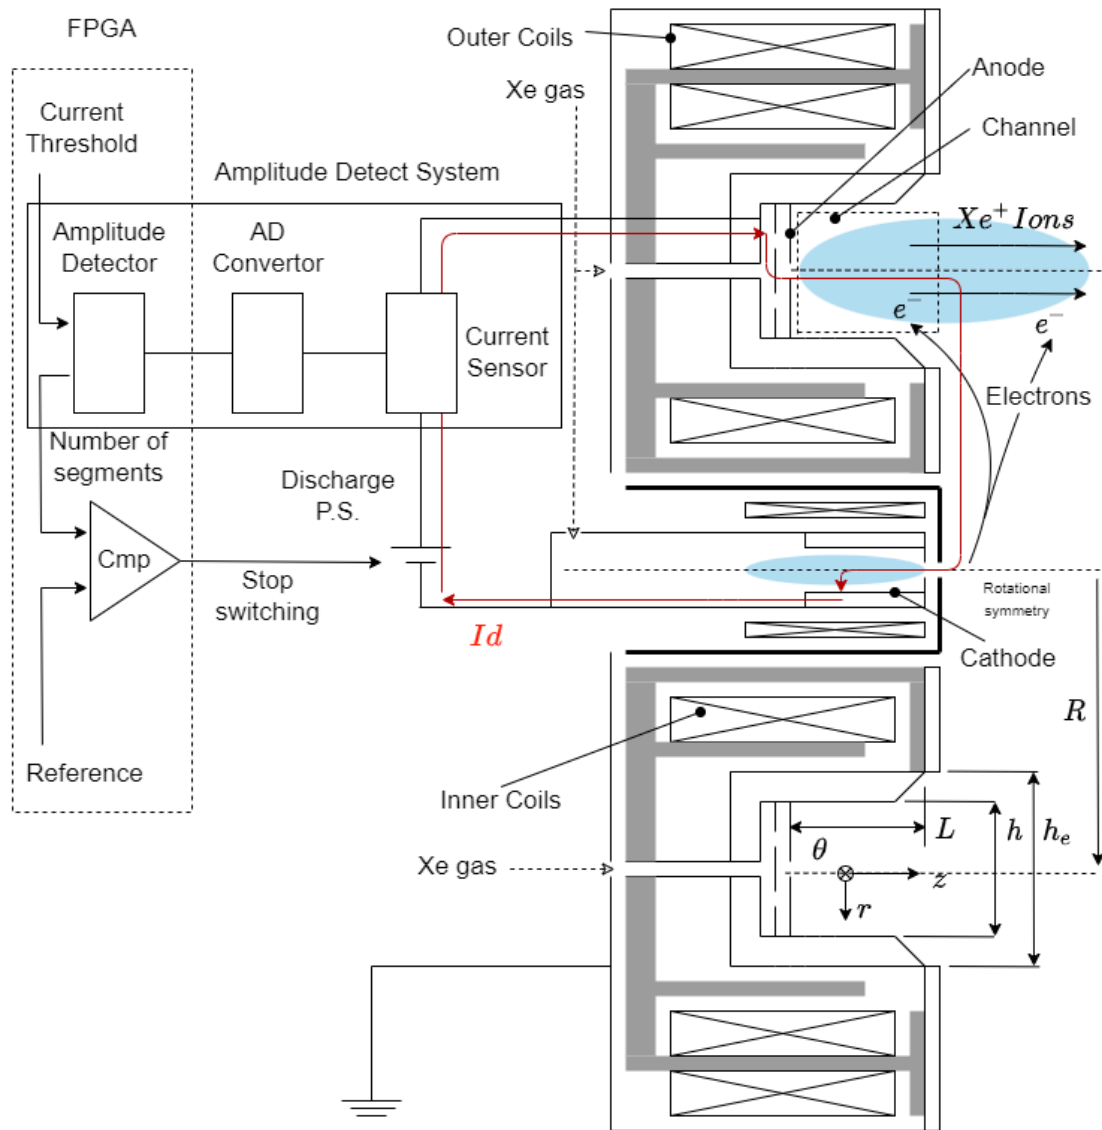 FPGA
Outer Coils
Anode
Xe gas
Current
Threshold
Channel
Amplitude Detect System
Amplitude
Detector
AD
Convertor
Xe⁺ Ions
Current
Sensor
e⁻
e⁻
Electrons
Number of
segments
Discharge
P.S.
Cmp
Stop
switching
Rotational
symmetry
Id
Cathode
R
Reference
Inner Coils
L
h
hₑ
θ
Xe gas
z
r